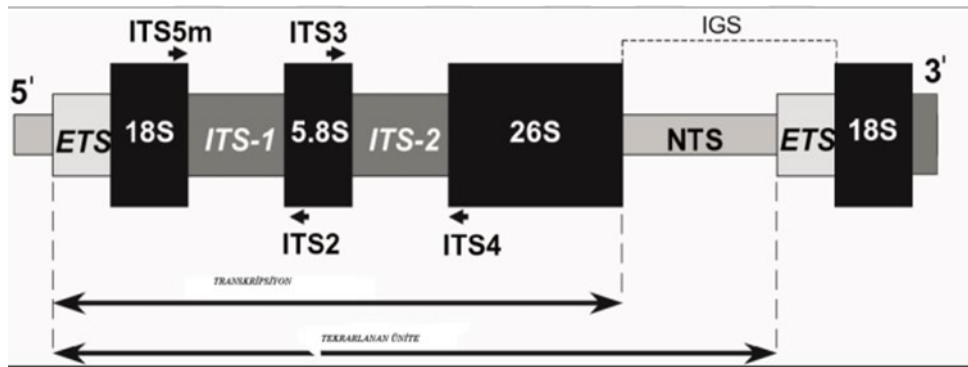 ITS5m
ITS3
IGS
5'
3'
ETS
18S
ITS-1
5.8S
ITS-2
26S
NTS
ETS
18S
ITS2
ITS4
TRANSKRİPSİYON
TEKRARLANAN ÜNİTE